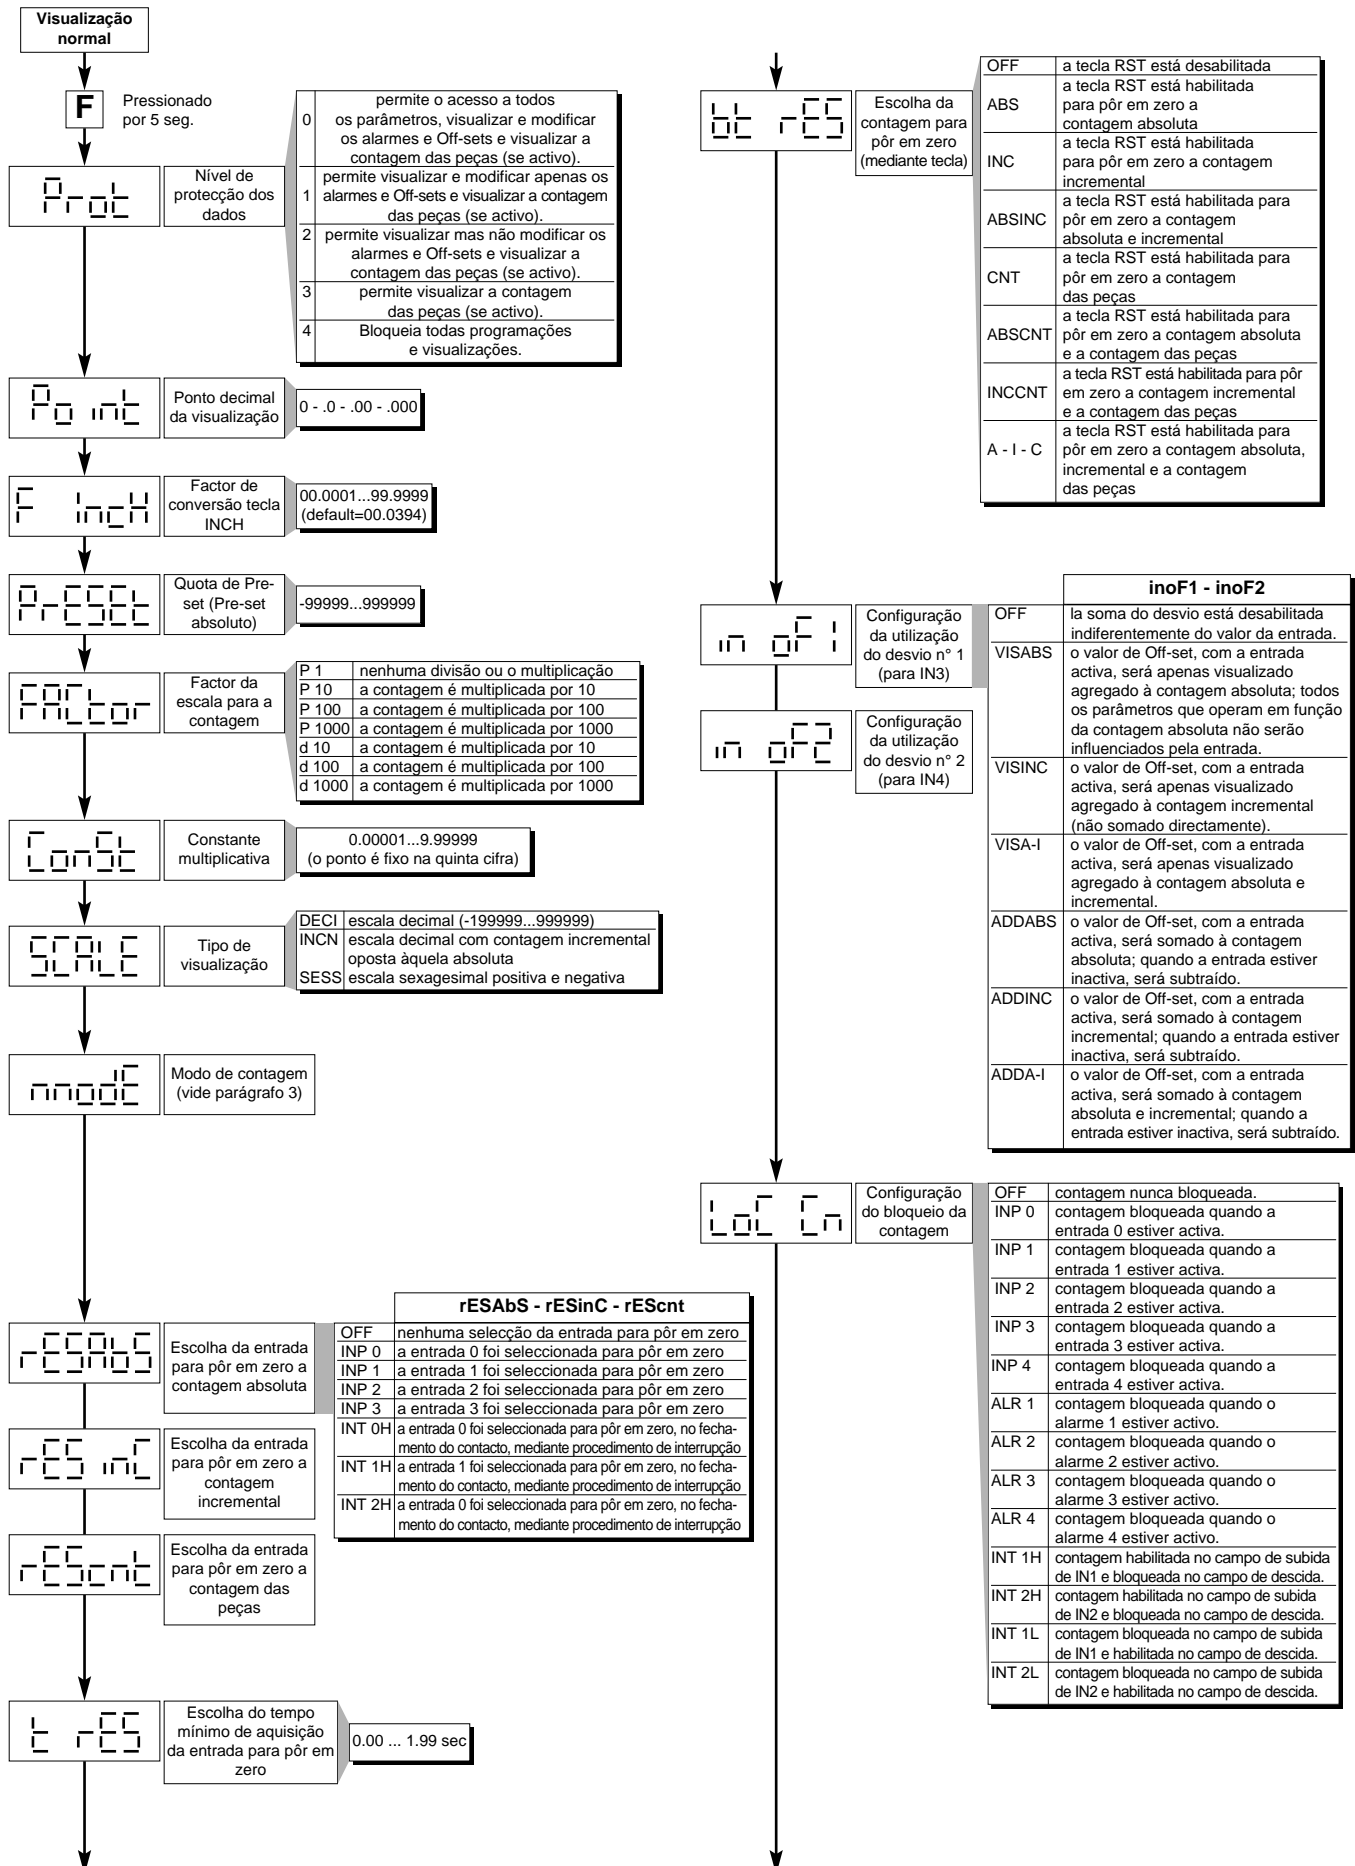 Visualização
normal
F
Pressionado
por 5 seg.
Prot
Nível de
protecção dos
dados
0
permite o acesso a todos
os parâmetros, visualizar e modificar
os alarmes e Off-sets e visualizar a
contagem das peças (se activo).
1
permite visualizar e modificar apenas os
alarmes e Off-sets e visualizar a contagem
das peças (se activo).
2
permite visualizar mas não modificar os
alarmes e Off-sets e visualizar a
contagem das peças (se activo).
3
permite visualizar a contagem
das peças (se activo).
4
Bloqueia todas programações
e visualizações.
Point
Ponto decimal
da visualização
0 - .0 - .00 - .000
F IncH
Factor de
conversão tecla
INCH
00.0001...99.9999
(default=00.0394)
PrESEt
Quota de Pre-
set (Pre-set
absoluto)
-99999...999999
FACtor
Factor da
escala para a
contagem
P 1 nenhuma divisão ou o multiplicação
P 10 a contagem é multiplicada por 10
P 100 a contagem é multiplicada por 100
P 1000 a contagem é multiplicada por 1000
d 10 a contagem é multiplicada por 10
d 100 a contagem é multiplicada por 100
d 1000 a contagem é multiplicada por 1000
ConSt
Constante
multiplicativa
0.00001...9.99999
(o ponto é fixo na quinta cifra)
SCALE
Tipo de
visualização
DECI escala decimal (-199999...999999)
INCN escala decimal com contagem incremental
oposta àquela absoluta
SESS escala sexagesimal positiva e negativa
nnodE
Modo de contagem
(vide parágrafo 3)
rESAbS - rESinC - rEScnt
rESAbS
Escolha da entrada
para pôr em zero a
contagem absoluta
OFF nenhuma selecção da entrada para pôr em zero
INP 0 a entrada 0 foi seleccionada para pôr em zero
INP 1 a entrada 1 foi seleccionada para pôr em zero
INP 2 a entrada 2 foi seleccionada para pôr em zero
INP 3 a entrada 3 foi seleccionada para pôr em zero
INT 0H a entrada 0 foi seleccionada para pôr em zero, no fecha-
mento do contacto, mediante procedimento de interrupção
INT 1H a entrada 1 foi seleccionada para pôr em zero, no fecha-
mento do contacto, mediante procedimento de interrupção
INT 2H a entrada 0 foi seleccionada para pôr em zero, no fecha-
mento do contacto, mediante procedimento de interrupção
rES inC
Escolha da entrada
para pôr em zero a
contagem
incremental
rEScnt
Escolha da entrada
para pôr em zero a
contagem das
peças
t rES
Escolha do tempo
mínimo de aquisição
da entrada para pôr em
zero
0.00 ... 1.99 sec
bt rES
Escolha da
contagem para
pôr em zero
(mediante tecla)
OFF a tecla RST está desabilitada
ABS
a tecla RST está habilitada
para pôr em zero a
contagem absoluta
INC
a tecla RST está habilitada
para pôr em zero a contagem
incremental
ABSINC
a tecla RST está habilitada para
pôr em zero a contagem
absoluta e incremental
CNT
a tecla RST está habilitada para
pôr em zero a contagem
das peças
ABSCNT
a tecla RST está habilitada para
pôr em zero a contagem absoluta
e a contagem das peças
INCCNT
a tecla RST está habilitada para pôr
em zero a contagem incremental
e a contagem das peças
A - I - C
a tecla RST está habilitada para
pôr em zero a contagem absoluta,
incremental e a contagem
das peças
inoF1 - inoF2
in oF1
Configuração
da utilização
do desvio n° 1
(para IN3)
in oF2
Configuração
da utilização
do desvio n° 2
(para IN4)
OFF la soma do desvio está desabilitada
indiferentemente do valor da entrada.
VISABS o valor de Off-set, com a entrada
activa, será apenas visualizado
agregado à contagem absoluta; todos
os parâmetros que operam em função
da contagem absoluta não serão
influenciados pela entrada.
VISINC o valor de Off-set, com a entrada
activa, será apenas visualizado
agregado à contagem incremental
(não somado directamente).
VISA-I o valor de Off-set, com a entrada
activa, será apenas visualizado
agregado à contagem absoluta e
incremental.
ADDABS o valor de Off-set, com a entrada
activa, será somado à contagem
absoluta; quando a entrada estiver
inactiva, será subtraído.
ADDINC o valor de Off-set, com a entrada
activa, será somado à contagem
incremental; quando a entrada estiver
inactiva, será subtraído.
ADDA-I o valor de Off-set, com a entrada
activa, será somado à contagem
absoluta e incremental; quando a
entrada estiver inactiva, será subtraído.
LoC Cn
Configuração
do bloqueio da
contagem
OFF contagem nunca bloqueada.
INP 0 contagem bloqueada quando a
entrada 0 estiver activa.
INP 1 contagem bloqueada quando a
entrada 1 estiver activa.
INP 2 contagem bloqueada quando a
entrada 2 estiver activa.
INP 3 contagem bloqueada quando a
entrada 3 estiver activa.
INP 4 contagem bloqueada quando a
entrada 4 estiver activa.
ALR 1 contagem bloqueada quando o
alarme 1 estiver activo.
ALR 2 contagem bloqueada quando o
alarme 2 estiver activo.
ALR 3 contagem bloqueada quando o
alarme 3 estiver activo.
ALR 4 contagem bloqueada quando o
alarme 4 estiver activo.
INT 1H contagem habilitada no campo de subida
de IN1 e bloqueada no campo de descida.
INT 2H contagem habilitada no campo de subida
de IN2 e bloqueada no campo de descida.
INT 1L contagem bloqueada no campo de subida
de IN1 e habilitada no campo de descida.
INT 2L contagem bloqueada no campo de subida
de IN2 e habilitada no campo de descida.